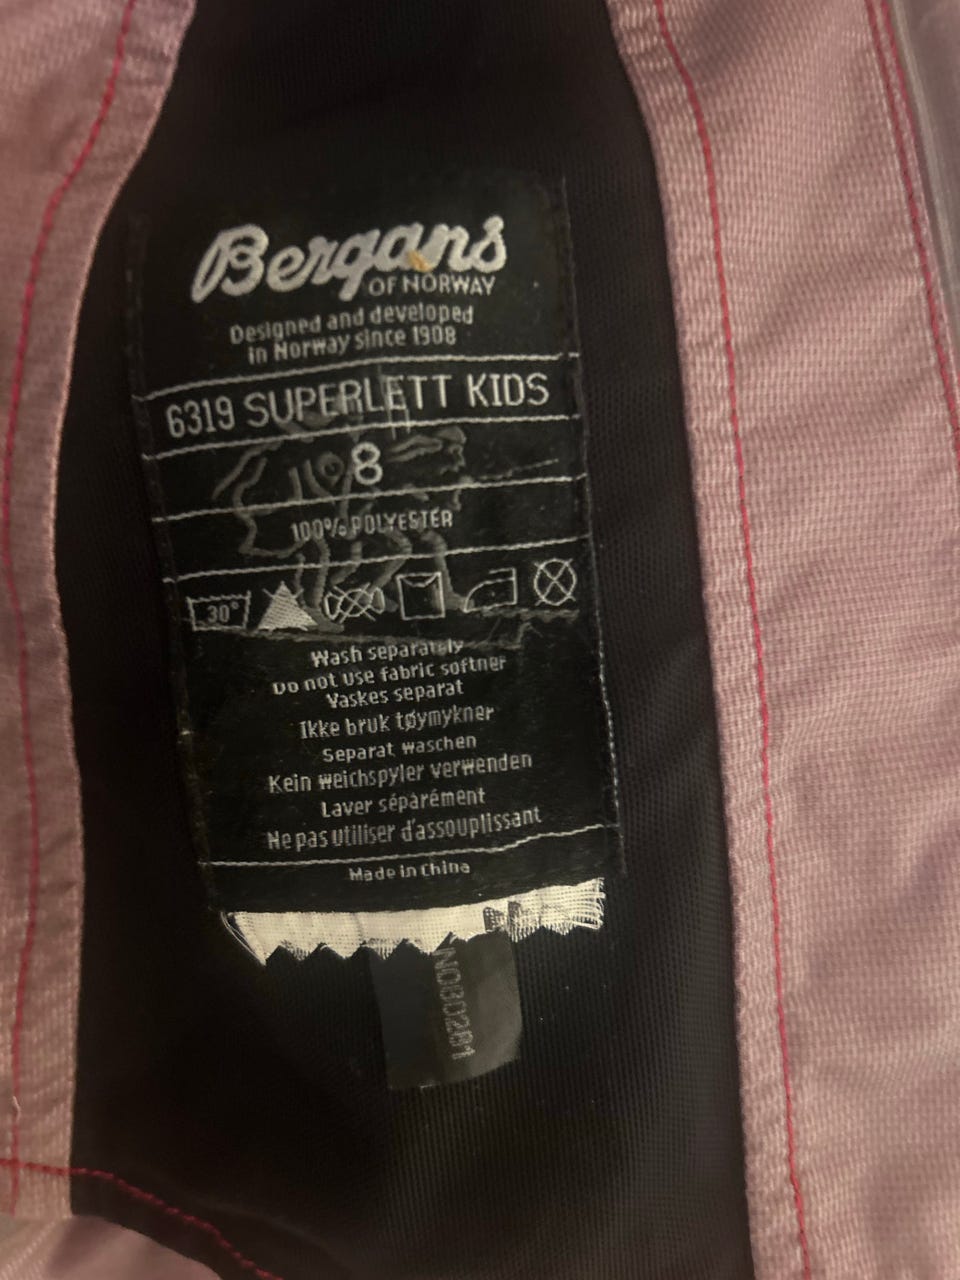 Bergans
OF NORWAY
Designed and developed
in Norway since 1908
6319 SUPERLETT KIDS
8
100% POLYESTER
30°
Wash separately
Do not use fabric softner
Vaskes separat
Ikke bruk tøymykner
Separat waschen
Kein weichspyler verwenden
Laver séparément
Ne pas utiliser d'assouplissant
Made in China